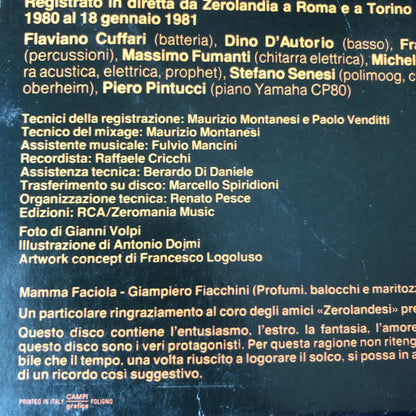 Registrato in diretta da Zerolandia a Roma e a Torino
1980 al 18 gennaio 1981
Flaviano Cuffari (batteria), Dino D'Autorio (basso), Fr
(percussioni), Massimo Fumanti (chitarra elettrica), Michel
ra acustica, elettrica, prophet), Stefano Senesi (polimoog, c
oberheim), Piero Pintucci (piano Yamaha CP80)
Tecnici della registrazione: Maurizio Montanesi e Paolo Venditti
Tecnico del mixage: Maurizio Montanesi
Assistente musicale: Fulvio Mancini
Recordista: Raffaele Cricchi
Assistenza tecnica: Berardo Di Daniele
Trasferimento su disco: Marcello Spiridioni
Organizzazione tecnica: Renato Pesce
Edizioni: RCA/Zeromania Music
Foto di Gianni Volpi
Illustrazione di Antonio Dojmi
Artwork concept di Francesco Logoluso
Mamma Faciola - Giampiero Fiacchini (Profumi, balocchi e maritozz
Un particolare ringraziamento al coro degli amici «Zerolandesi» pre
Questo disco contiene l'entusiasmo, l'estro, la fantasia, l'amore
questo disco sono i veri protagonisti. Per questa ragione non riteng
bile che il tempo, una volta riuscito a logorare il solco, si possa in a
di un ricordo così suggestivo.
PRINTED IN ITALY CAMPI grafica FOLIGNO